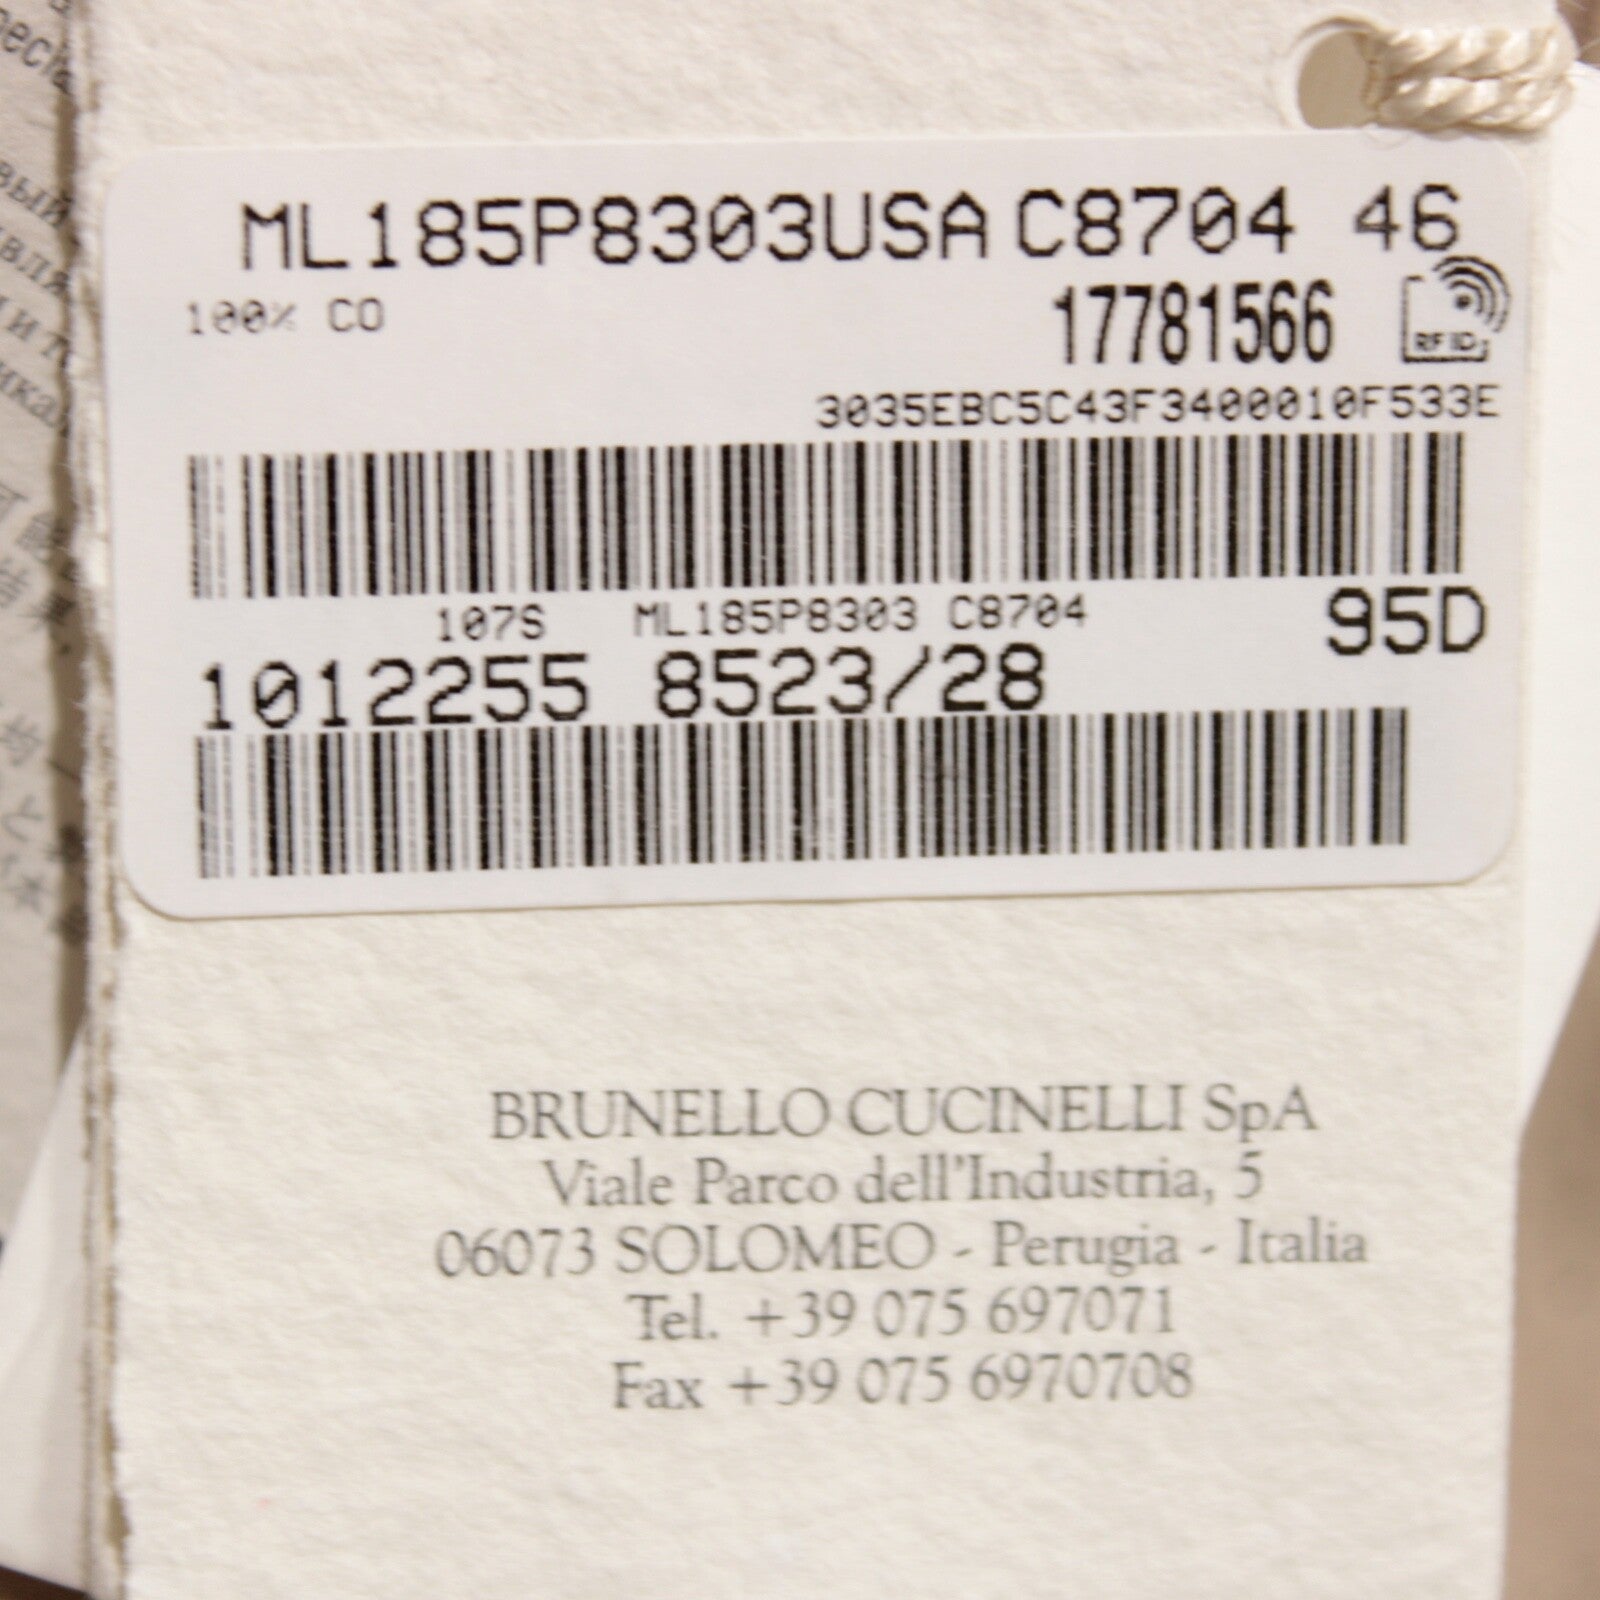 ML185P8303USA C8704 46
100% CO
17781566
RFID
3035EBC5C43F3400010F533E
107S ML185P8303 C8704
95D
1012255 8523/28
BRUNELLO CUCINELLI SpA
Viale Parco dell'Industria, 5
06073 SOLOMEO - Perugia - Italia
Tel. +39 075 697071
Fax +39 075 6970708